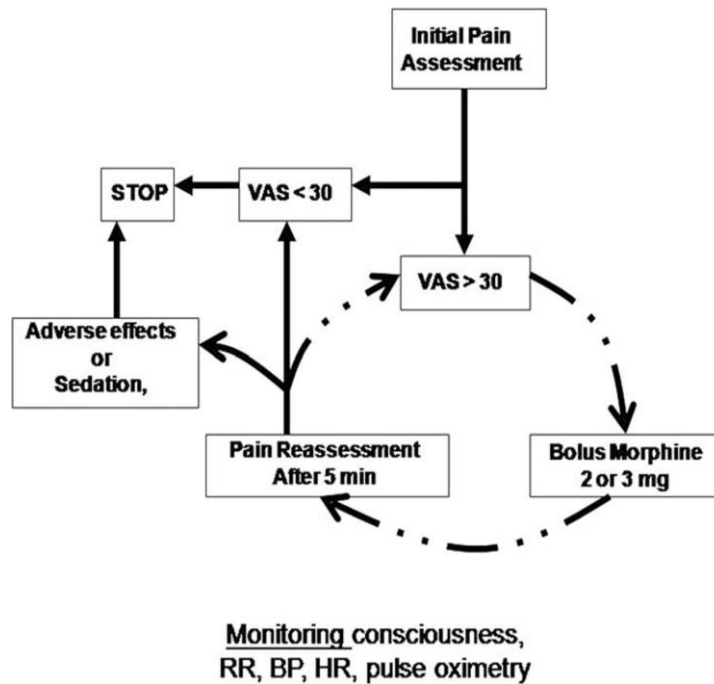 Initial Pain
Assessment
STOP
VAS < 30
VAS > 30
Adverse effects
or
Sedation,
Pain Reassessment
After 5 min
Bolus Morphine
2 or 3 mg
Monitoring consciousness,
RR, BP, HR, pulse oximetry